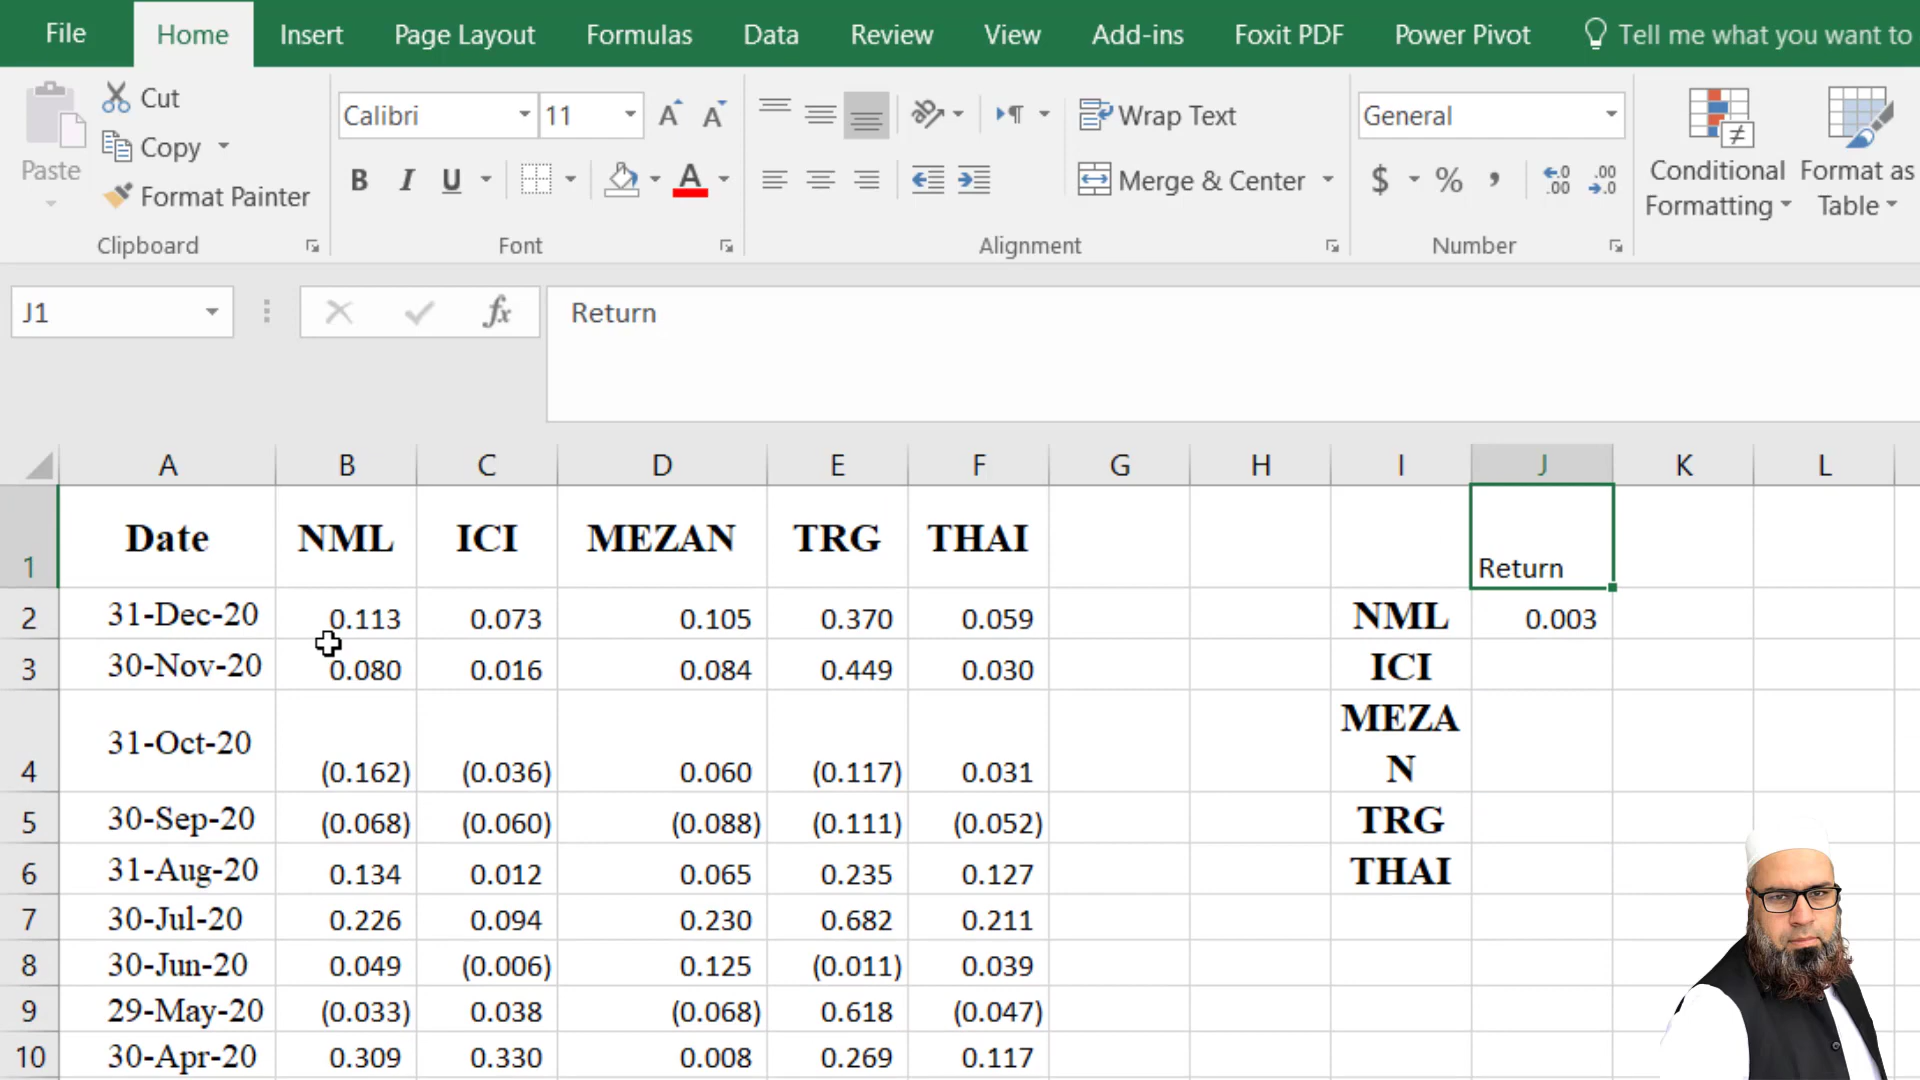 File Home Insert Page Layout Formulas Data Review View Add-ins Foxit PDF Power Pivot Tell me what you want to
Paste
Cut
Copy
Format Painter
Clipboard
Calibri 11 A A
B I U A
Font
Wrap Text
Merge & Center
Alignment
General
$ % , .00 .00
Number
Conditional Formatting
Format as Table
J1 fx Return
A B C D E F G H I J K L
1 Date NML ICI MEZAN TRG THAI Return
2 31-Dec-20 0.113 0.073 0.105 0.370 0.059 NML 0.003
3 30-Nov-20 0.080 0.016 0.084 0.449 0.030 ICI
4 31-Oct-20 (0.162) (0.036) 0.060 (0.117) 0.031 MEZA
N
5 30-Sep-20 (0.068) (0.060) (0.088) (0.111) (0.052) TRG
6 31-Aug-20 0.134 0.012 0.065 0.235 0.127 THAI
7 30-Jul-20 0.226 0.094 0.230 0.682 0.211
8 30-Jun-20 0.049 (0.006) 0.125 (0.011) 0.039
9 29-May-20 (0.033) 0.038 (0.068) 0.618 (0.047)
10 30-Apr-20 0.309 0.330 0.008 0.269 0.117